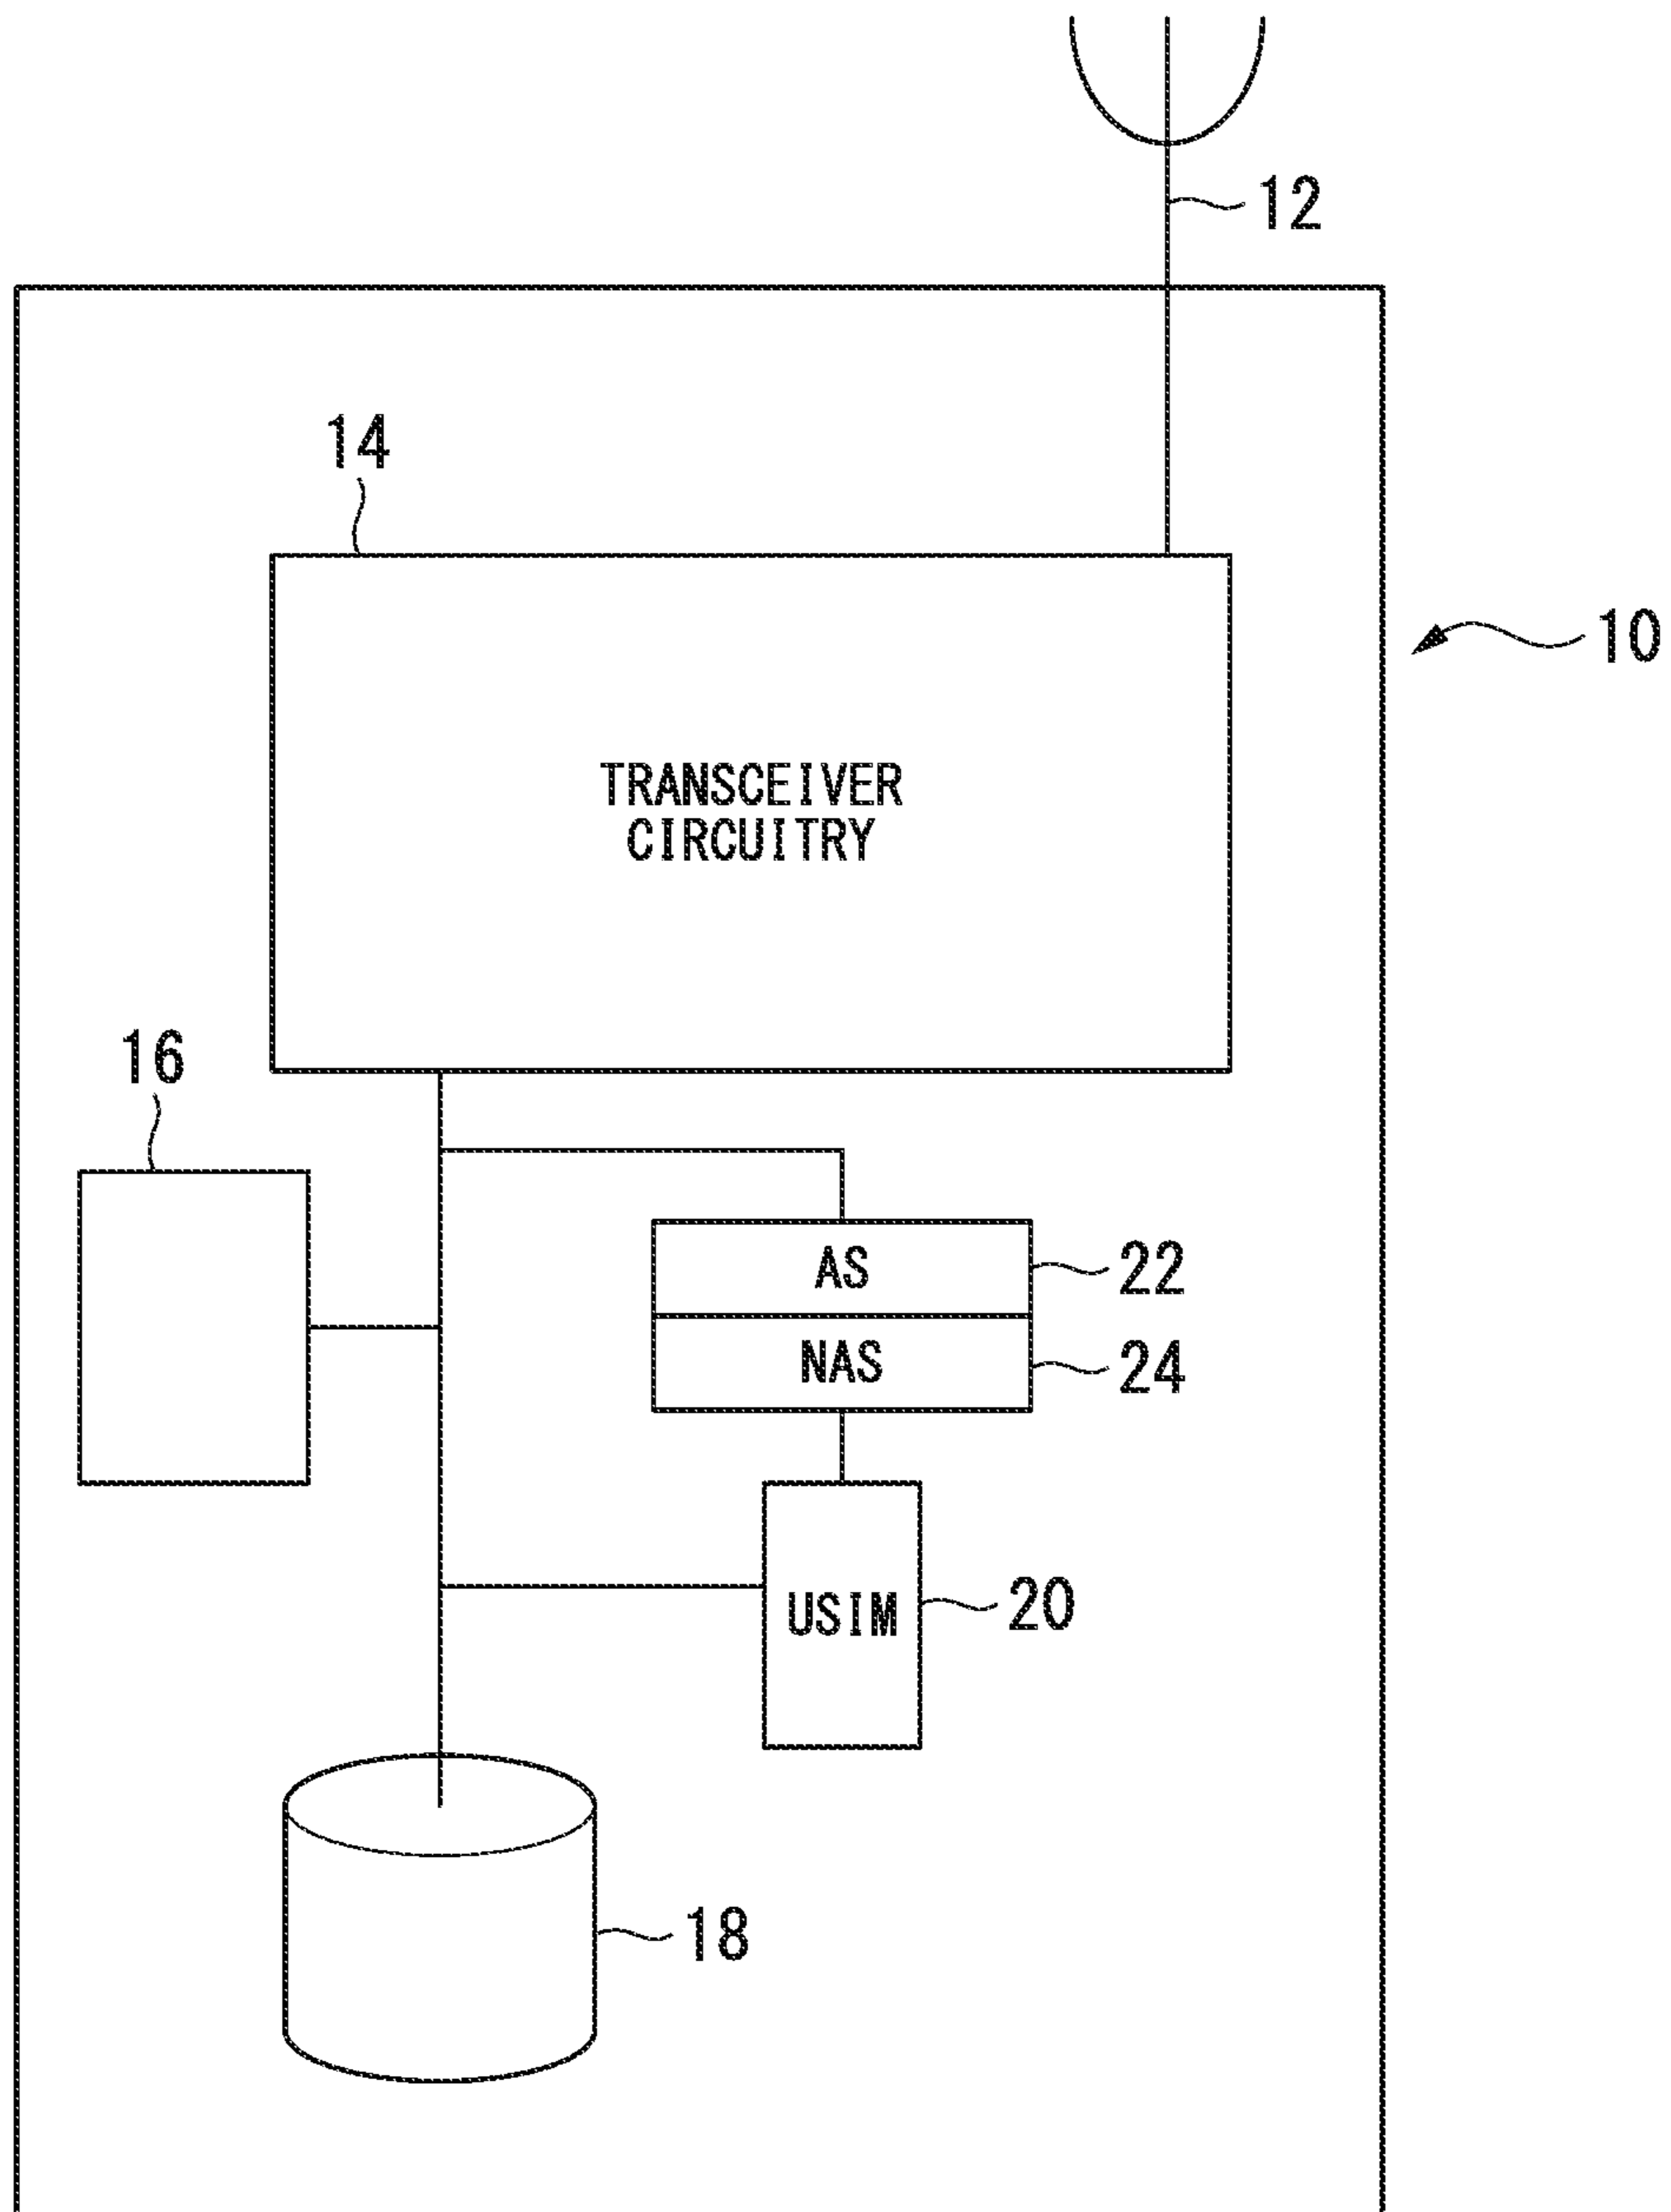 12
14
10
TRANSCEIVER
CIRCUITRY
16
AS
22
NAS
24
USIM
20
18